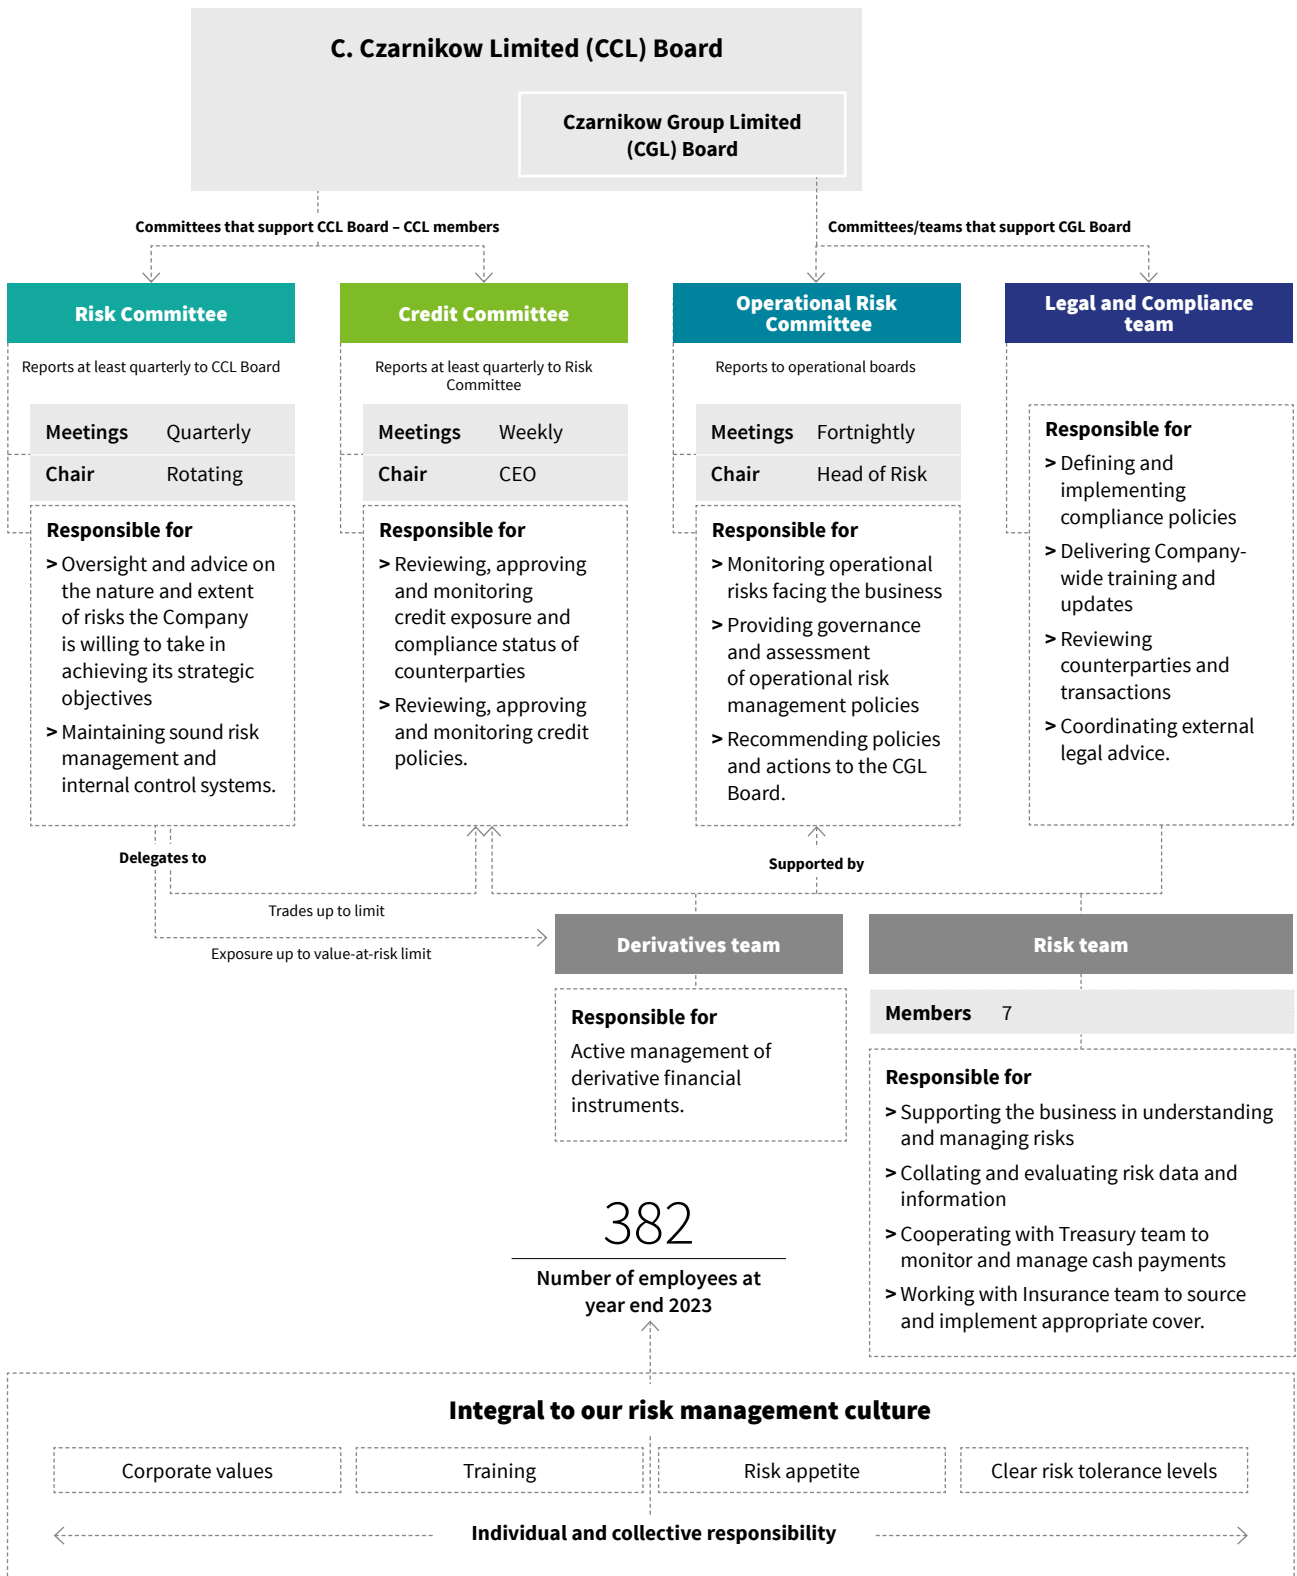 C. Czarnikow Limited (CCL) Board
Czarnikow Group Limited
(CGL) Board
Committees that support CCL Board – CCL members
Committees/teams that support CGL Board
Risk Committee
Reports at least quarterly to CCL Board
Meetings Quarterly
Chair Rotating
Responsible for
> Oversight and advice on
the nature and extent
of risks the Company
is willing to take in
achieving its strategic
objectives
> Maintaining sound risk
management and
internal control systems.
Credit Committee
Reports at least quarterly to Risk
Committee
Meetings Weekly
Chair CEO
Responsible for
> Reviewing, approving
and monitoring
credit exposure and
compliance status of
counterparties
> Reviewing, approving
and monitoring credit
policies.
Operational Risk
Committee
Reports to operational boards
Meetings Fortnightly
Chair Head of Risk
Responsible for
> Monitoring operational
risks facing the business
> Providing governance
and assessment
of operational risk
management policies
> Recommending policies
and actions to the CGL
Board.
Legal and Compliance
team
Responsible for
> Defining and
implementing
compliance policies
> Delivering Company-
wide training and
updates
> Reviewing
counterparties and
transactions
> Coordinating external
legal advice.
Delegates to
Supported by
Trades up to limit
Exposure up to value-at-risk limit
Derivatives team
Responsible for
Active management of
derivative financial
instruments.
Risk team
Members 7
Responsible for
> Supporting the business in understanding
and managing risks
> Collating and evaluating risk data and
information
> Cooperating with Treasury team to
monitor and manage cash payments
> Working with Insurance team to source
and implement appropriate cover.
382
Number of employees at
year end 2023
Integral to our risk management culture
Corporate values
Training
Risk appetite
Clear risk tolerance levels
Individual and collective responsibility